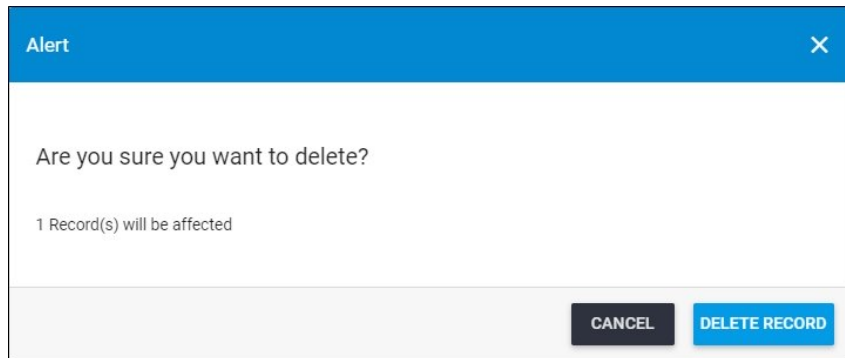 Alert
Are you sure you want to delete?
1 Record(s) will be affected
CANCEL DELETE RECORD